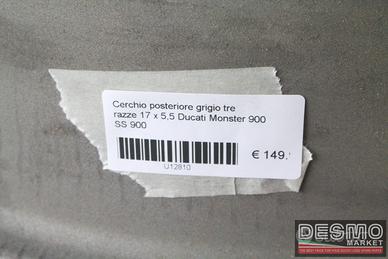 Cerchio posteriore grigio tre
razze 17 x 5,5 Ducati Monster 900
SS 900
€ 149,
U12810
DESMO
MARKET